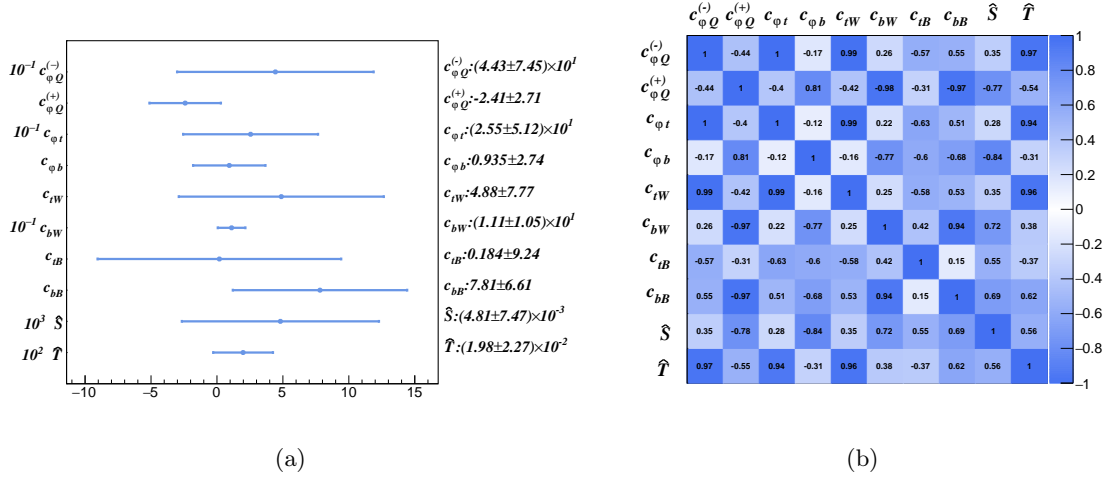 10⁻¹ c_φQ^(−) c_φQ^(-):(4.43±7.45)×10¹
c_φQ^(+) c_φQ^(+):-2.41±2.71
10⁻¹ c_φt c_φt:(2.55±5.12)×10¹
c_φb c_φb:0.935±2.74
c_tW c_tW:4.88±7.77
10⁻¹ c_bW c_bW:(1.11±1.05)×10¹
c_tB c_tB:0.184±9.24
c_bB c_bB:7.81±6.61
10³ Ŝ Ŝ:(4.81±7.47)×10⁻³
10² T̂ T̂:(1.98±2.27)×10⁻²
−10 −5 0 5 10 15
(a)
c_φQ^(-) c_φQ^(+) c_φt c_φb c_tW c_bW c_tB c_bB Ŝ T̂
c_φQ^(-) 1 -0.44 1 -0.17 0.99 0.26 -0.57 0.55 0.35 0.97
c_φQ^(+) -0.44 1 -0.4 0.81 -0.42 -0.98 -0.31 -0.97 -0.77 -0.54
c_φt 1 -0.4 1 -0.12 0.99 0.22 -0.63 0.51 0.28 0.94
c_φb -0.17 0.81 -0.12 1 -0.16 -0.77 -0.6 -0.68 -0.84 -0.31
c_tW 0.99 -0.42 0.99 -0.16 1 0.25 -0.58 0.53 0.35 0.96
c_bW 0.26 -0.97 0.22 -0.77 0.25 1 0.42 0.94 0.72 0.38
c_tB -0.57 -0.31 -0.63 -0.6 -0.58 0.42 1 0.15 0.55 -0.37
c_bB 0.55 -0.97 0.51 -0.68 0.53 0.94 0.15 1 0.69 0.62
Ŝ 0.35 -0.78 0.28 -0.84 0.35 0.72 0.55 0.69 1 0.56
T̂ 0.97 -0.55 0.94 -0.31 0.96 0.38 -0.37 0.62 0.56 1
1
0.8
0.6
0.4
0.2
0
−0.2
−0.4
−0.6
−0.8
−1
(b)